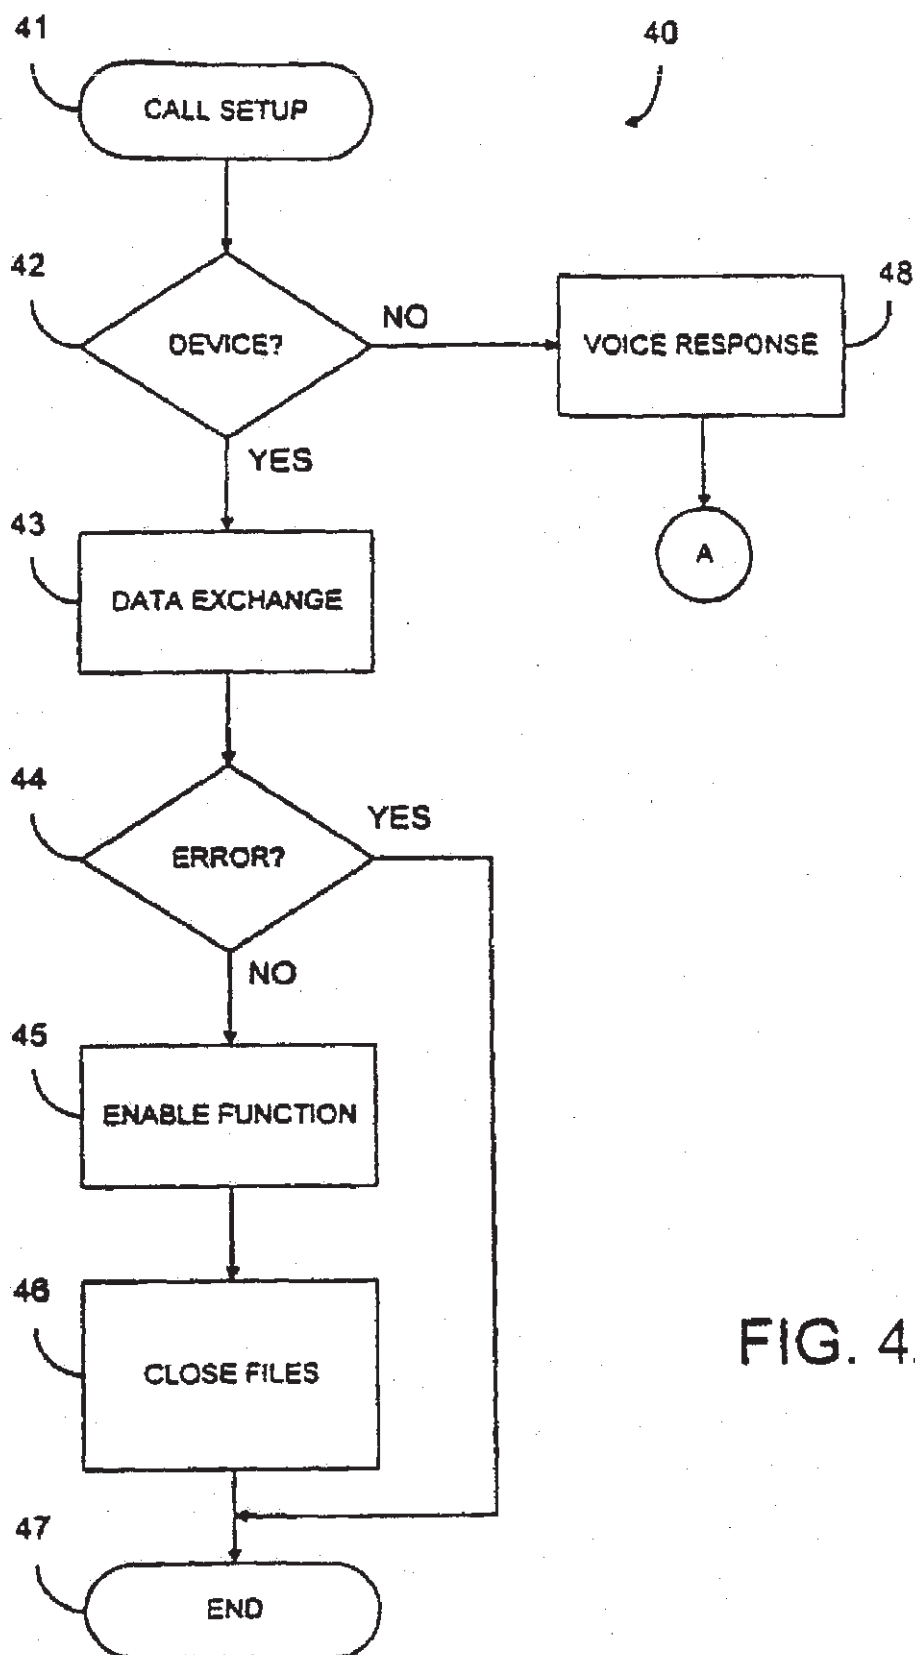 41
40
CALL SETUP
42
DEVICE?
NO
VOICE RESPONSE
48
YES
43
DATA EXCHANGE
A
44
YES
ERROR?
NO
45
ENABLE FUNCTION
46
CLOSE FILES
FIG. 4.
47
END